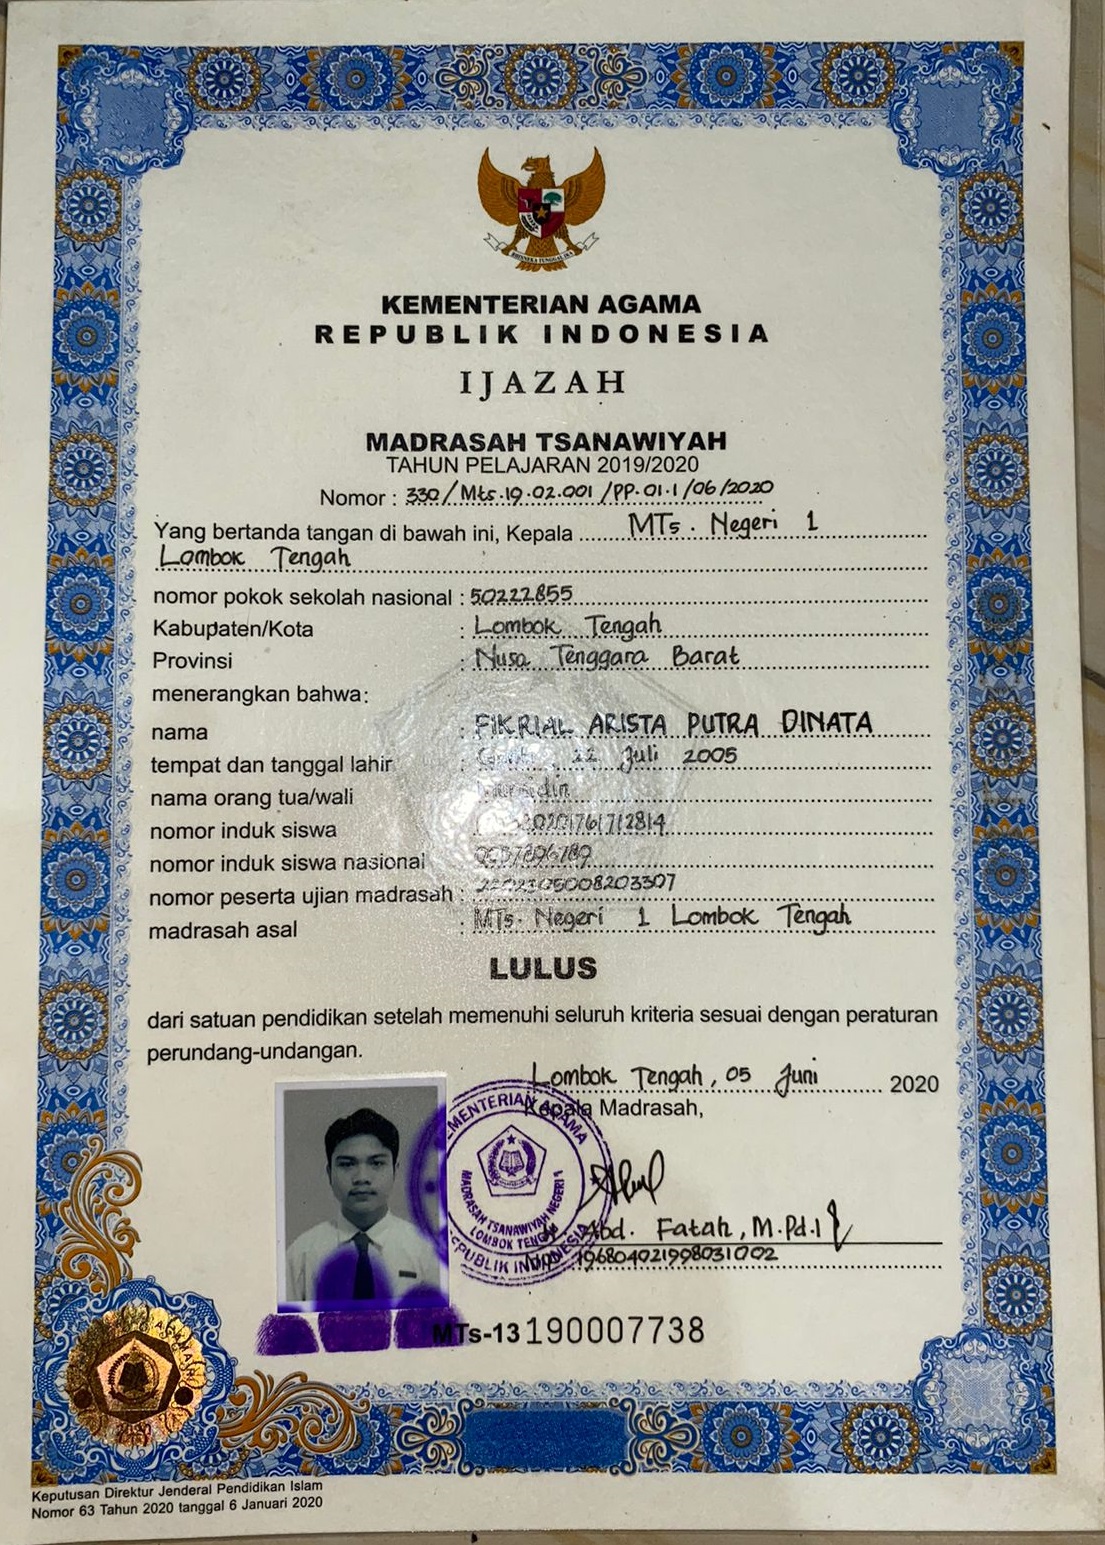 KEMENTERIAN AGAMA
REPUBLIK INDONESIA
IJAZAH
MADRASAH TSANAWIYAH
TAHUN PELAJARAN 2019/2020
Nomor : 330/Mts.19.02.001/PP.01.1/06/2020
Yang bertanda tangan di bawah ini, Kepala MTs. Negeri 1
Lombok Tengah
nomor pokok sekolah nasional : 50222855
Kabupaten/Kota : Lombok Tengah
Provinsi : Nusa Tenggara Barat
menerangkan bahwa:
nama : FIKRIAL ARISTA PUTRA DINATA
tempat dan tanggal lahir : 22 Juli 2005
nama orang tua/wali
nomor induk siswa
nomor induk siswa nasional
nomor peserta ujian madrasah :
madrasah asal : MTs. Negeri 1 Lombok Tengah
LULUS
dari satuan pendidikan setelah memenuhi seluruh kriteria sesuai dengan peraturan
perundang-undangan.
Lombok Tengah, 05 Juni 2020
Kepala Madrasah,
KEMENTERIAN AGAMA
MADRASAH TSANAWIYAH NEGERI 1
LOMBOK TENGAH
REPUBLIK INDONESIA
Abd. Fatah, M.Pd.I
196804021998031002
MTs-13 190007738
Keputusan Direktur Jenderal Pendidikan Islam
Nomor 63 Tahun 2020 tanggal 6 Januari 2020